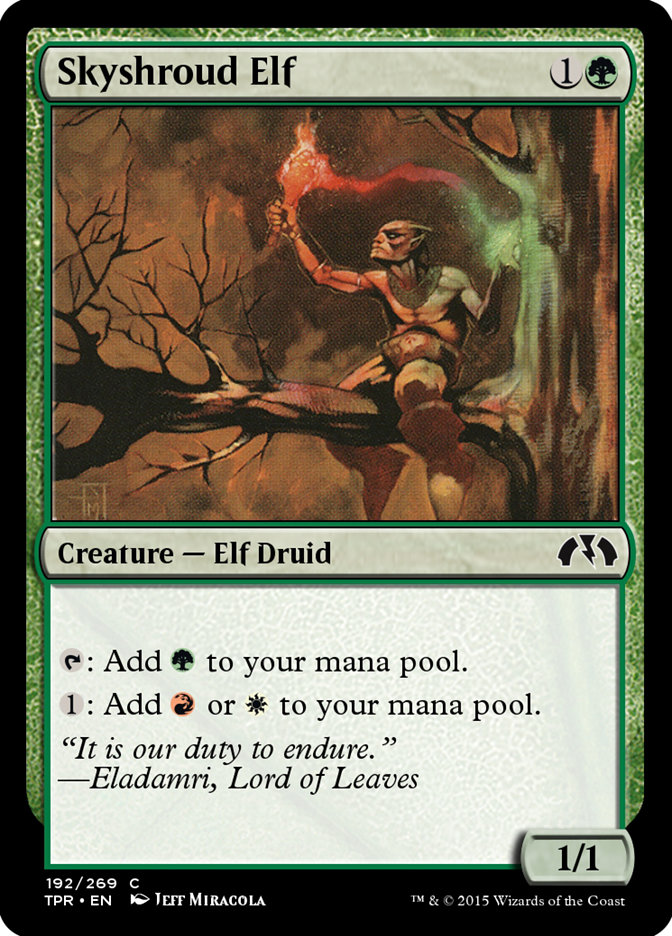 Skyshroud Elf 1
Creature — Elf Druid
: Add to your mana pool.
1: Add or to your mana pool.
“It is our duty to endure.”
—Eladamri, Lord of Leaves
1/1
192/269 C
TPR • EN Jeff Miracola ™ & © 2015 Wizards of the Coast